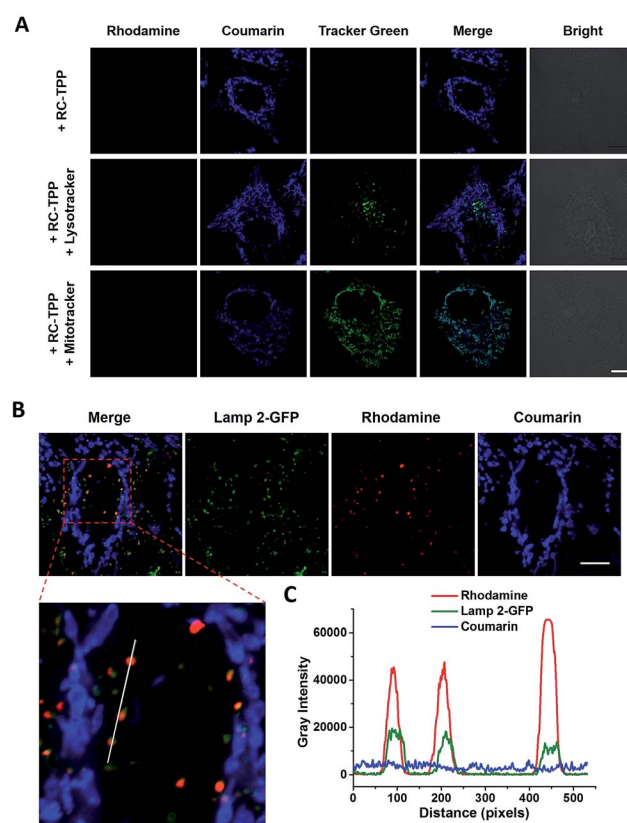 A
Rhodamine Coumarin Tracker Green Merge Bright
+ RC-TPP
+ RC-TPP
+ Lysotracker
+ RC-TPP
+ Mitotracker
B
Merge Lamp 2-GFP Rhodamine Coumarin
C
Rhodamine
Lamp 2-GFP
Coumarin
Gray Intensity
60000
40000
20000
0
0 100 200 300 400 500
Distance (pixels)